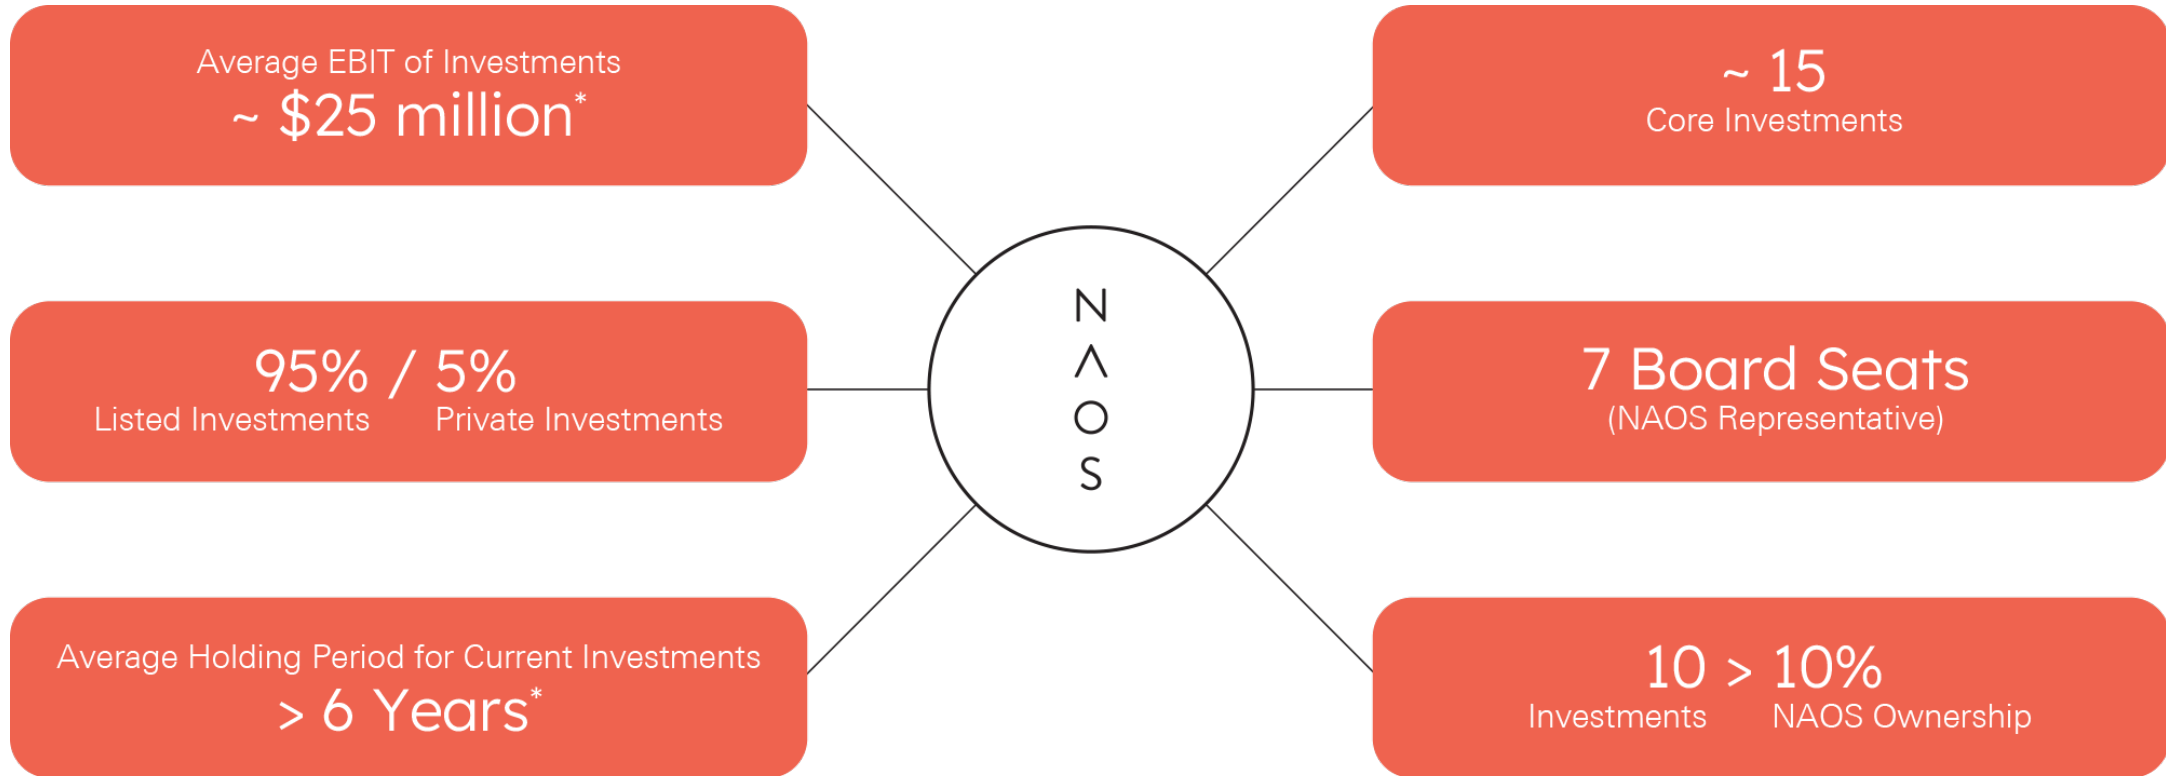 Average EBIT of Investments
~ $25 million*
95% / 5%
Listed Investments Private Investments
Average Holding Period for Current Investments
> 6 Years*
N
Λ
O
S
~ 15
Core Investments
7 Board Seats
(NAOS Representative)
10 > 10%
Investments NAOS Ownership